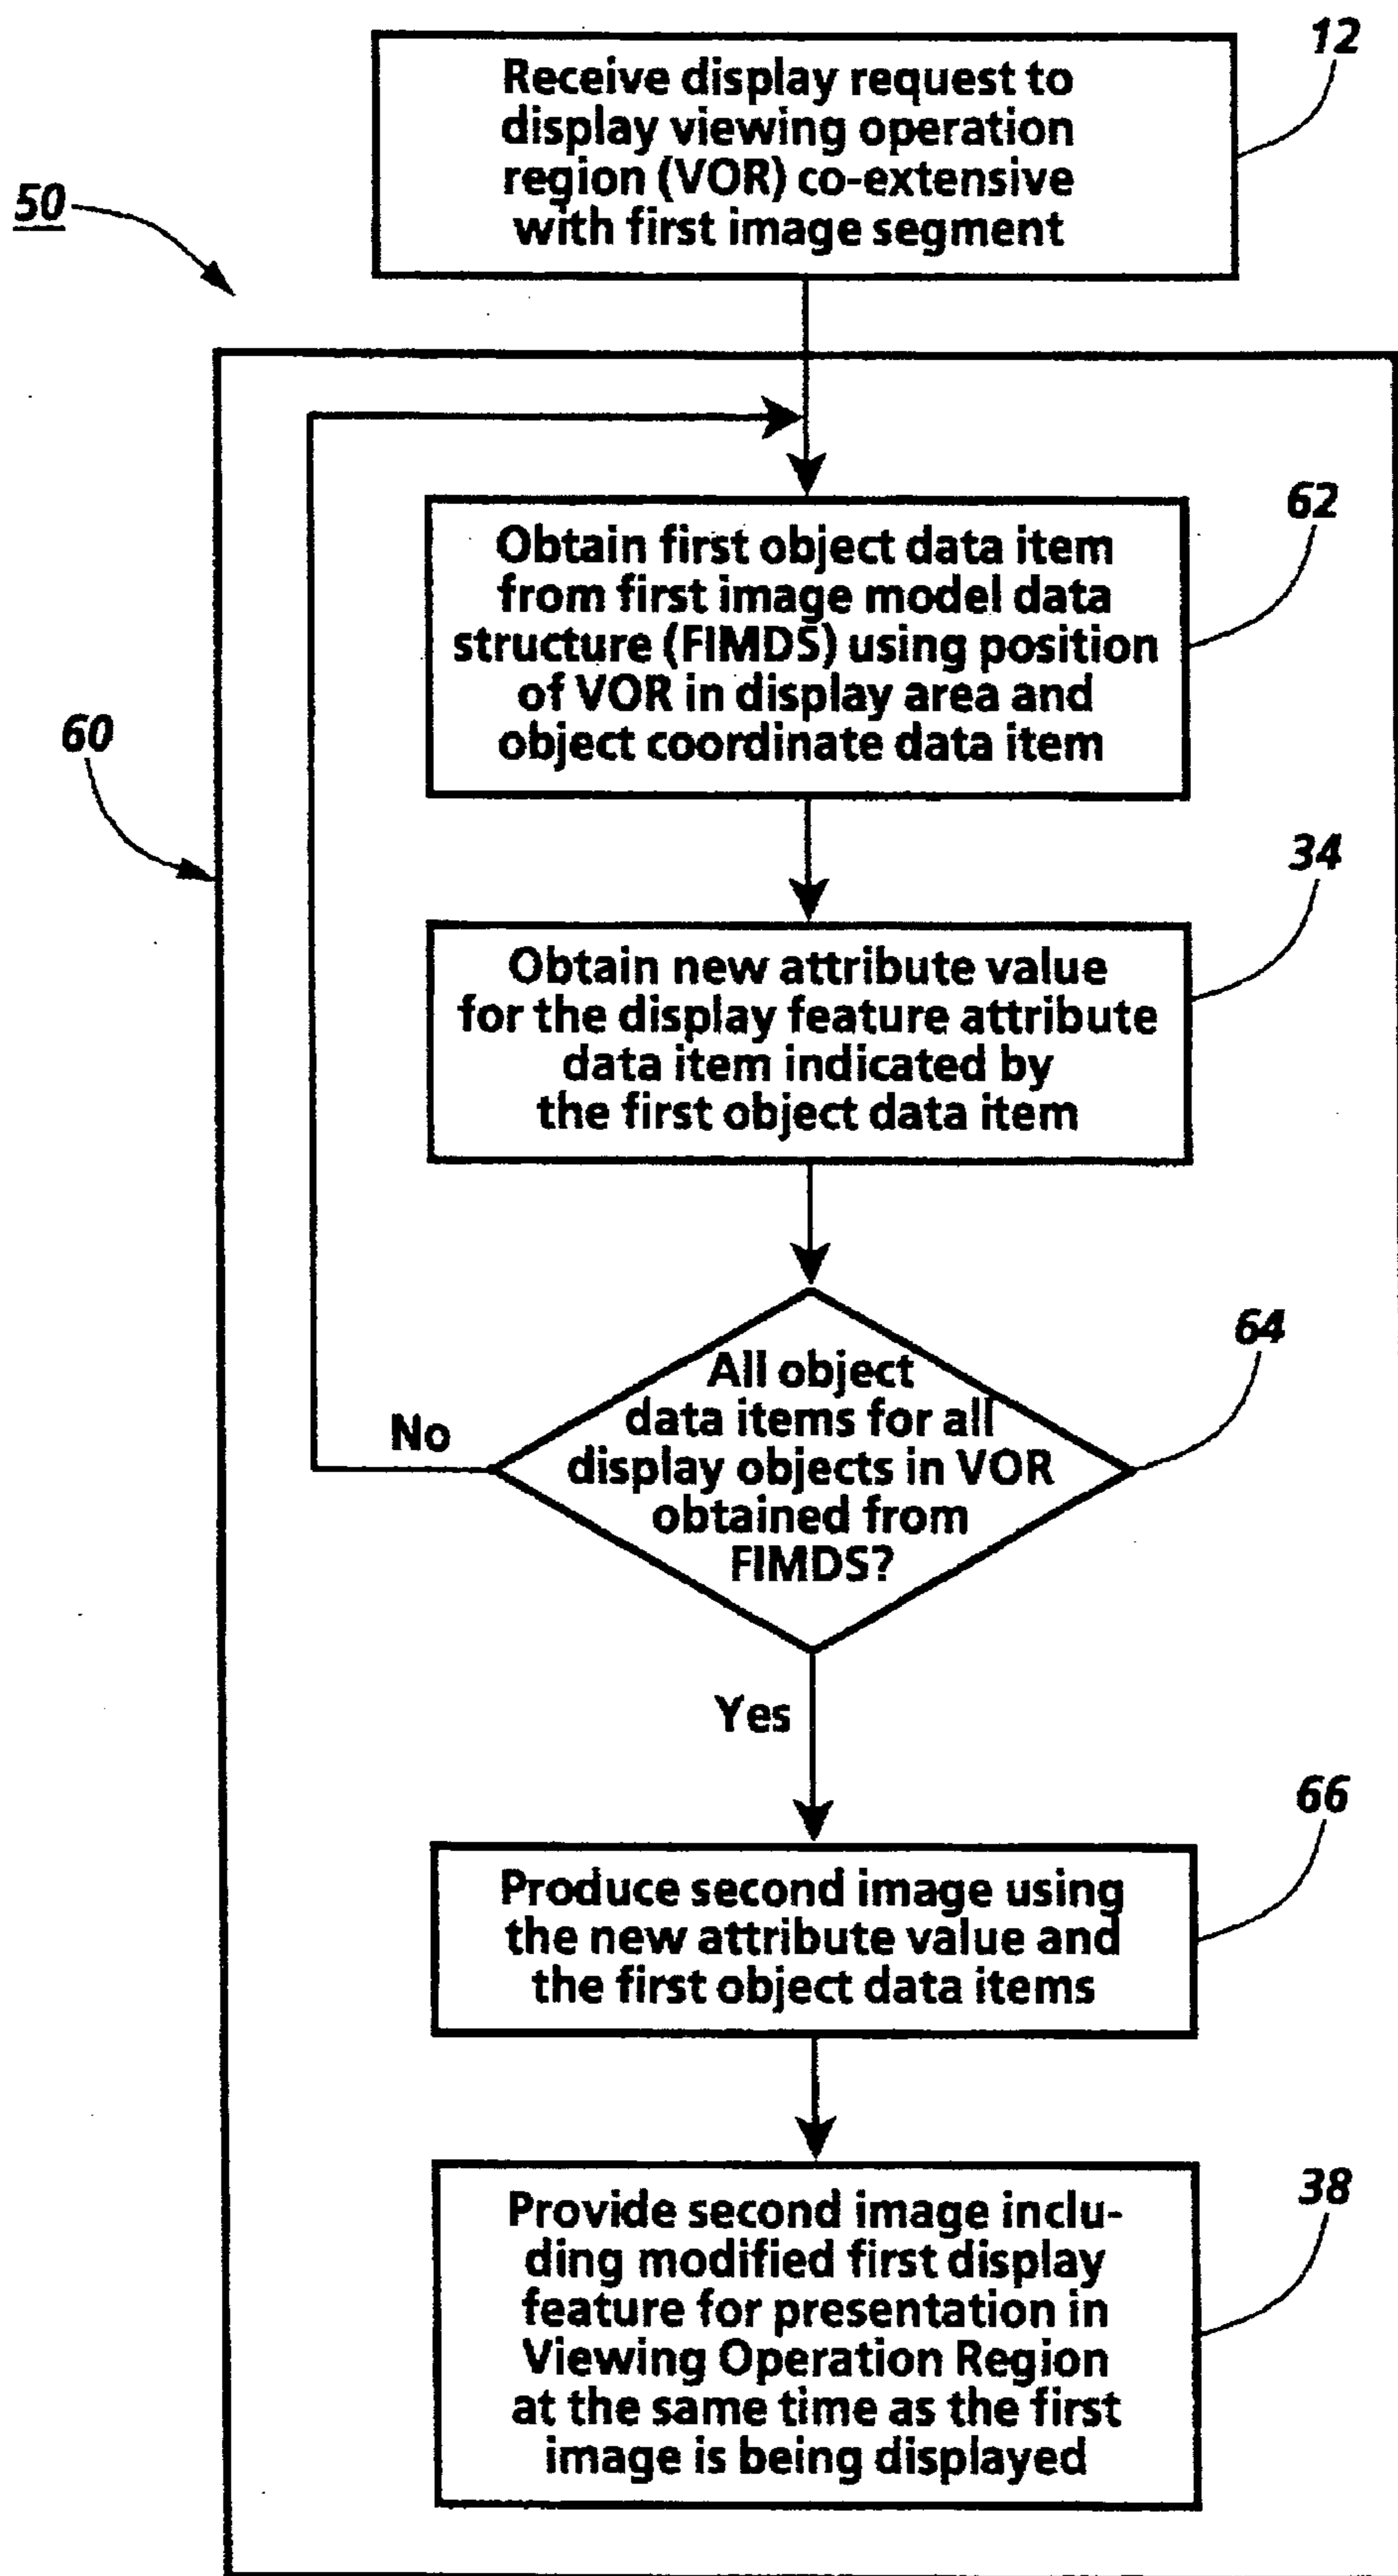 12
Receive display request to
display viewing operation
region (VOR) co-extensive
with first image segment
50
62
Obtain first object data item
from first image model data
structure (FIMDS) using position
of VOR in display area and
object coordinate data item
60
34
Obtain new attribute value
for the display feature attribute
data item indicated by
the first object data item
64
All object
data items for all
display objects in VOR
obtained from
FIMDS?
No
Yes
66
Produce second image using
the new attribute value and
the first object data items
38
Provide second image inclu-
ding modified first display
feature for presentation in
Viewing Operation Region
at the same time as the first
image is being displayed